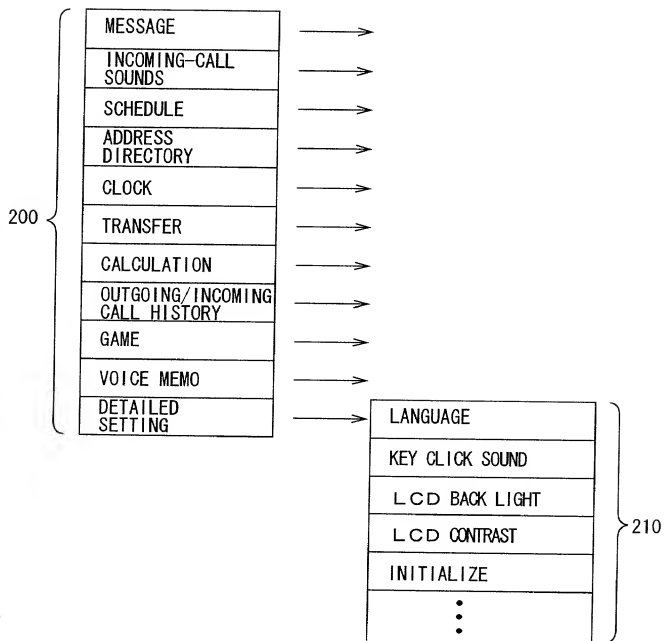 MESSAGE
INCOMING-CALL
SOUNDS
SCHEDULE
ADDRESS
DIRECTORY
CLOCK
200
TRANSFER
CALCULATION
OUTGOING/INCOMING
CALL HISTORY
GAME
VOICE MEMO
DETAILED
SETTING
LANGUAGE
KEY CLICK SOUND
LCD BACK LIGHT
210
LCD CONTRAST
INITIALIZE